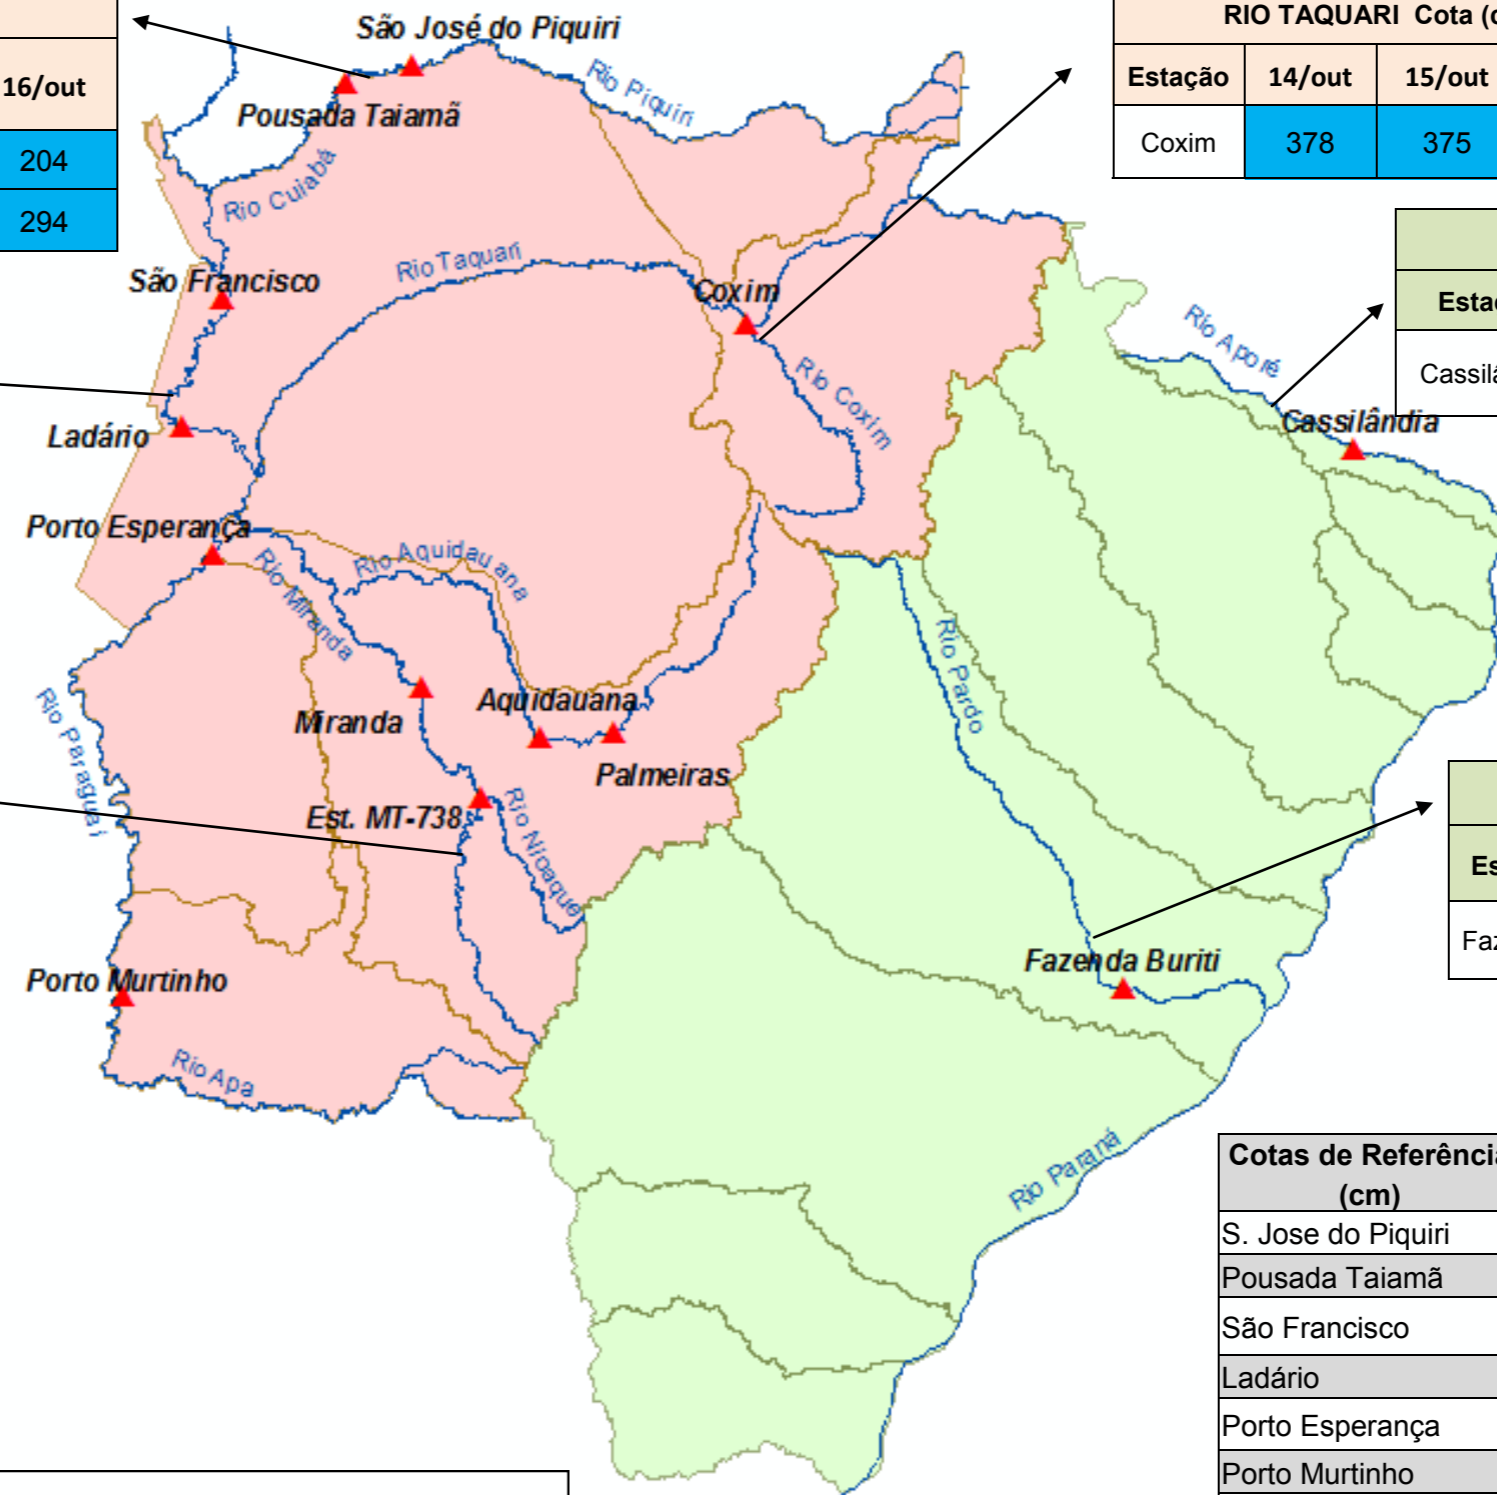 16/out
204
294
São José do Piquiri
Pousada Taiamã
Rio Piquiri
Rio Cuiabá
RIO TAQUARI Cota (c
Estação 14/out 15/out
Coxim 378 375
São Francisco
Rio Taquari
Coxim
Rio Coxim
Rio Aporé
Cassilândia
Ladário
Porto Esperança
Rio Miranda
Rio Aquidauana
Rio Pardo
Rio Paraguai
Miranda
Aquidauana
Palmeiras
Est. MT-738
Rio Nioaque
Porto Murtinho
Fazenda Buriti
Rio Apa
Rio Paraná
Esta
Cassilâ
Es
Faz
Cotas de Referência
(cm)
S. Jose do Piquiri
Pousada Taiamã
São Francisco
Ladário
Porto Esperança
Porto Murtinho